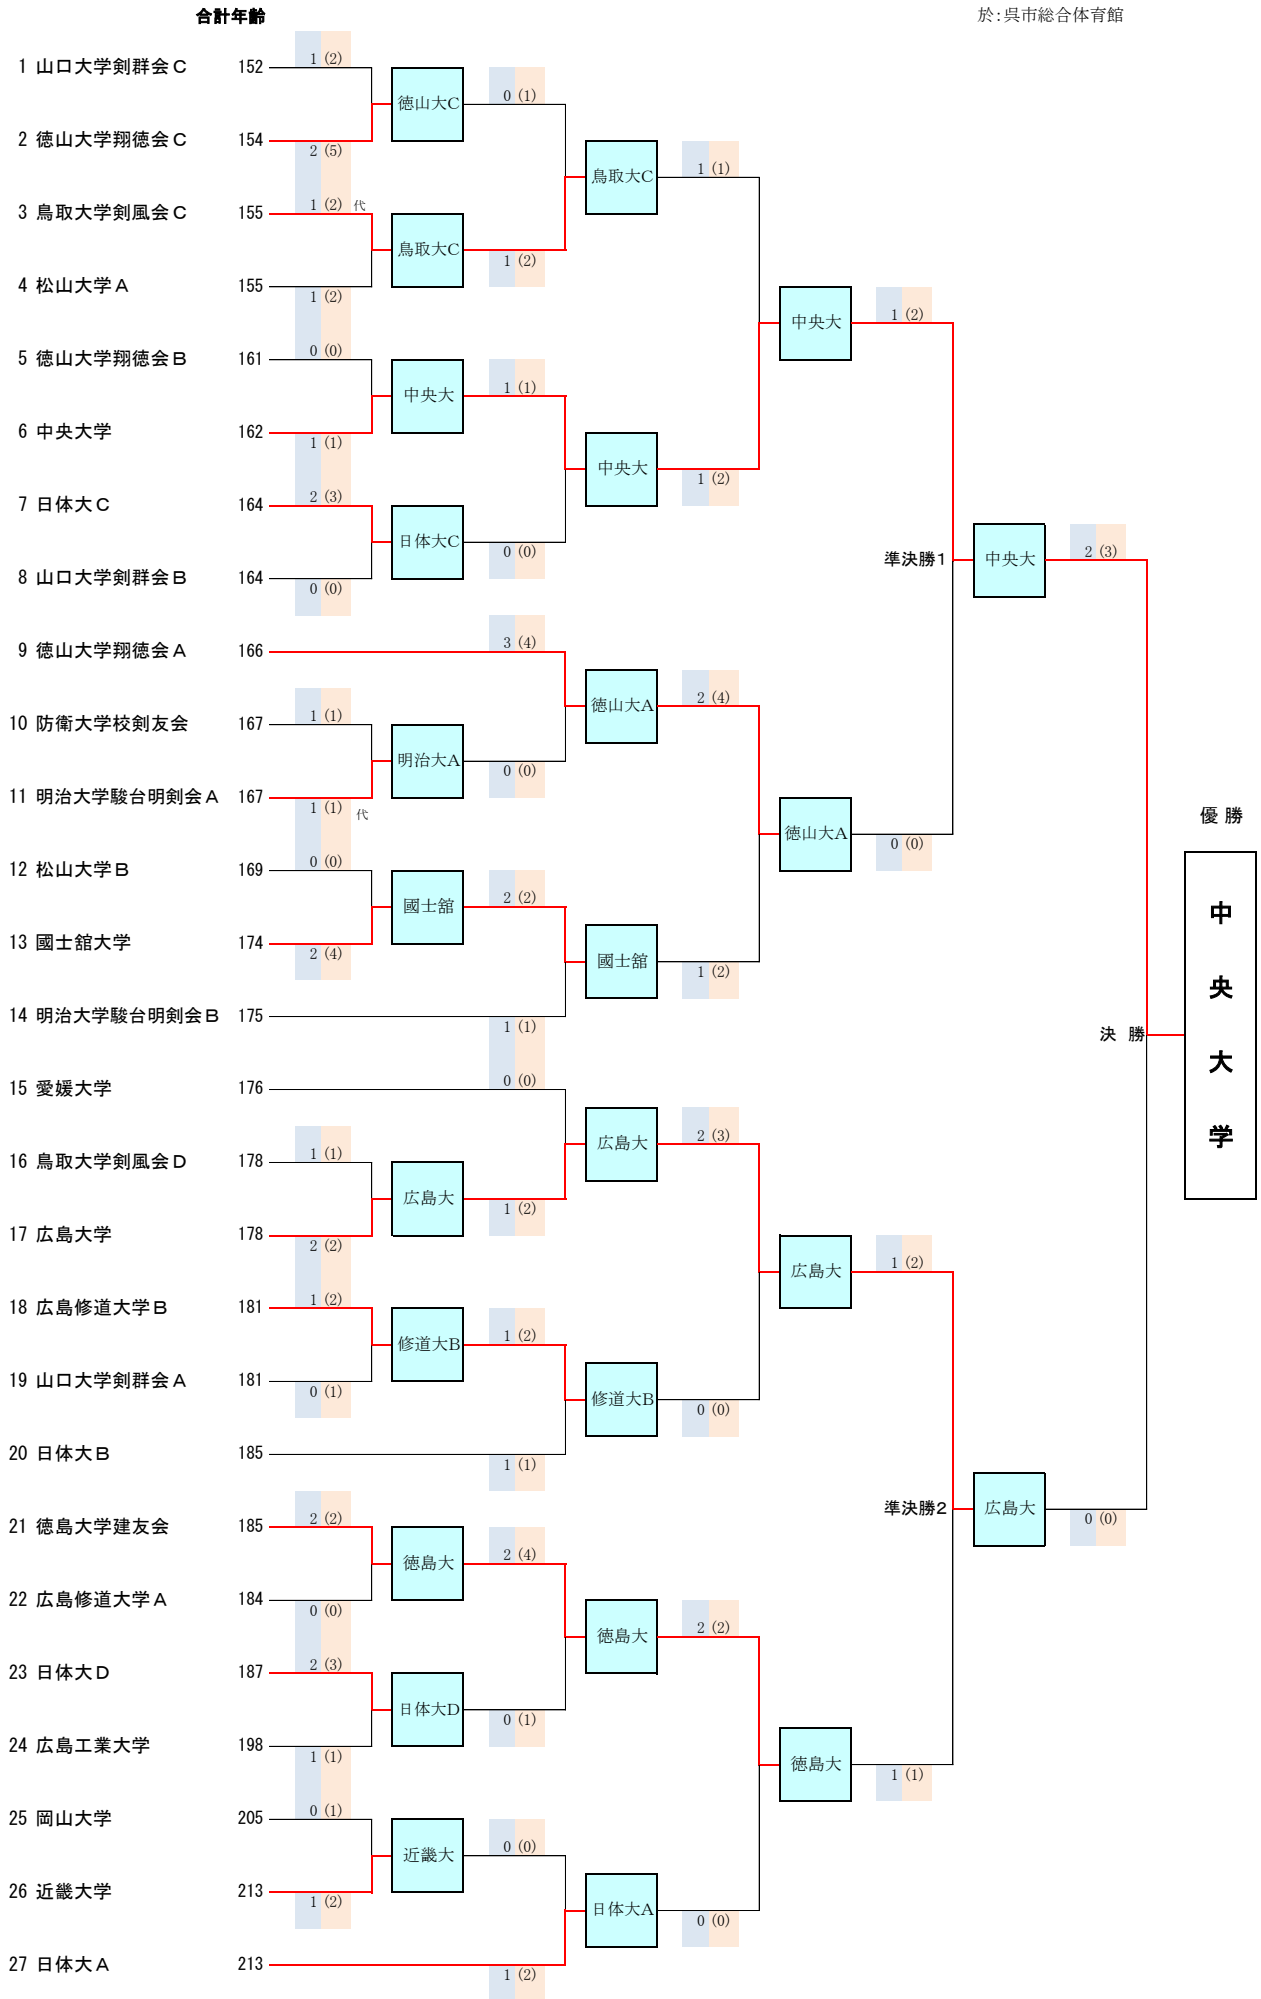 合計年齢
於：呉市総合体育館
1 (2)
1 山口大学剣群会Ｃ 152
0 (1)
徳山大C
2 徳山大学翔徳会Ｃ 154
2 (5)
1 (1)
鳥取大C
1 (2) 代
3 鳥取大学剣風会Ｃ 155
鳥取大C
1 (2)
4 松山大学Ａ 155
1 (2)
1 (2)
中央大
0 (0)
5 徳山大学翔徳会Ｂ 161
1 (1)
中央大
6 中央大学 162
1 (1)
中央大
1 (2)
2 (3)
7 日体大Ｃ 164
日体大C
0 (0)
2 (3)
準決勝1
中央大
8 山口大学剣群会Ｂ 164
0 (0)
3 (4)
9 徳山大学翔徳会Ａ 166
2 (4)
徳山大A
1 (1)
10 防衛大学校剣友会 167
明治大A
0 (0)
11 明治大学駿台明剣会Ａ 167
1 (1) 代
優 勝
徳山大A
0 (0)
0 (0)
12 松山大学Ｂ 169
2 (2)
國士舘
中
央
大
学
13 國士舘大学 174
2 (4)
國士舘
1 (2)
14 明治大学駿台明剣会Ｂ 175
1 (1)
決 勝
0 (0)
15 愛媛大学 176
2 (3)
広島大
1 (1)
16 鳥取大学剣風会Ｄ 178
広島大
1 (2)
17 広島大学 178
2 (2)
1 (2)
広島大
1 (2)
18 広島修道大学Ｂ 181
1 (2)
修道大B
19 山口大学剣群会Ａ 181
0 (1)
修道大B
0 (0)
20 日体大Ｂ 185
1 (1)
準決勝2
広島大
0 (0)
2 (2)
21 徳島大学建友会 185
2 (4)
徳島大
22 広島修道大学Ａ 184
0 (0)
2 (2)
徳島大
2 (3)
23 日体大Ｄ 187
日体大D
0 (1)
24 広島工業大学 198
1 (1)
徳島大
1 (1)
0 (1)
25 岡山大学 205
0 (0)
近畿大
26 近畿大学 213
1 (2)
日体大A
0 (0)
27 日体大Ａ 213
1 (2)